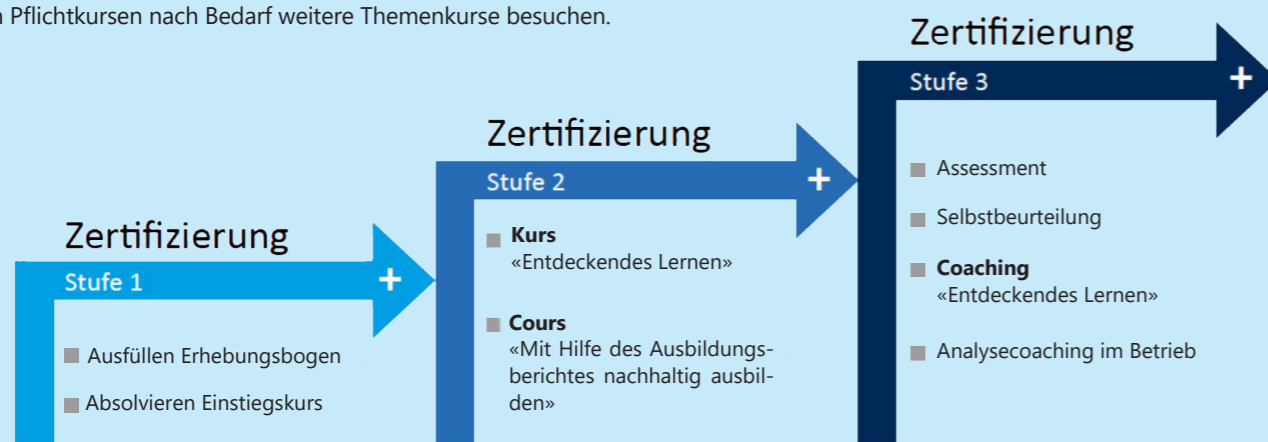 n Pflichtkursen nach Bedarf weitere Themenkurse besuchen.
Zertifizierung
Stufe 1
+
Ausfüllen Erhebungsbogen
Absolvieren Einstiegskurs
Zertifizierung
Stufe 2
+
Kurs
«Entdeckendes Lernen»
Cours
«Mit Hilfe des Ausbildungs-
berichtes nachhaltig ausbil-
den»
Zertifizierung
Stufe 3
+
Assessment
Selbstbeurteilung
Coaching
«Entdeckendes Lernen»
Analysecoaching im Betrieb